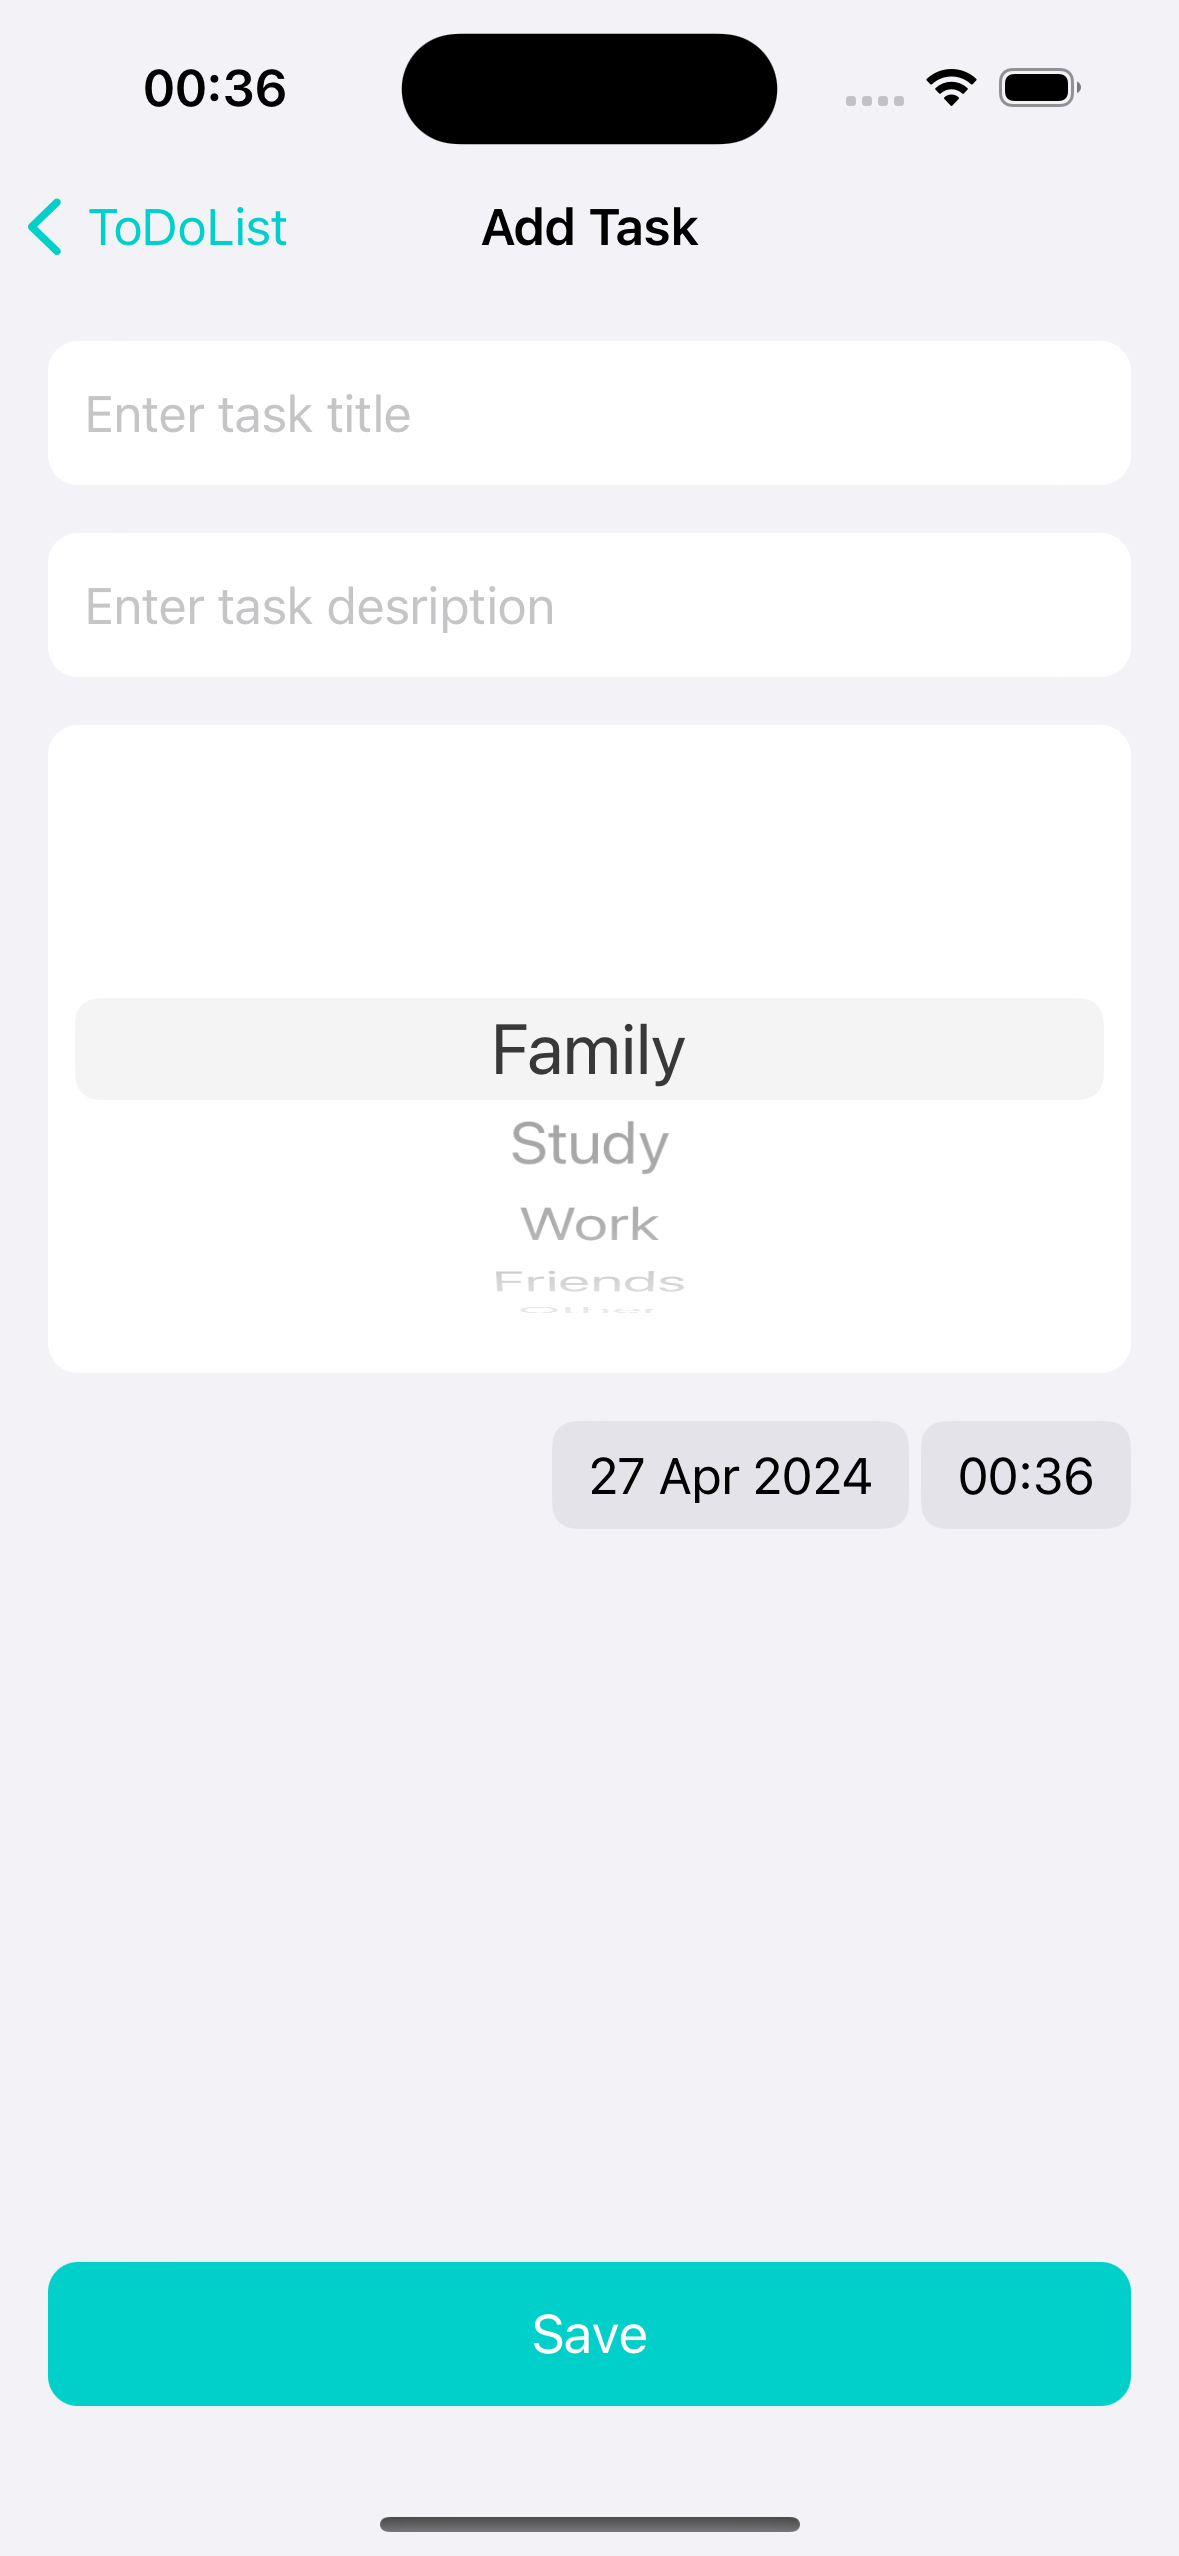 00:36
ToDoList
Add Task
Enter task title
Enter task desription
Family
Study
Work
Friends
Other
27 Apr 2024
00:36
Save